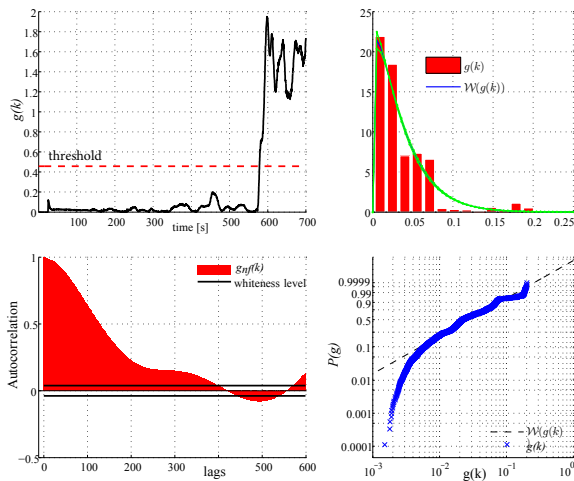 2
1.8
1.6
1.4
1.2
1
0.8
0.6
0.4
0.2
0
g(k)
threshold
0 100 200 300 400 500 600 700
time [s]
25
20
15
10
5
0
g(k)
W(g(k))
0 0.05 0.1 0.15 0.2 0.25
1
0.5
0
−0.5
Autocorrelation
gnf(k)
whiteness level
0 100 200 300 400 500 600
lags
0.9999
0.99
0.9
0.5
0.1
0.01
0.001
0.0001
P(g)
W(g(k)
g(k)
10⁻³ 10⁻² 10⁻¹ 10⁰
g(k)